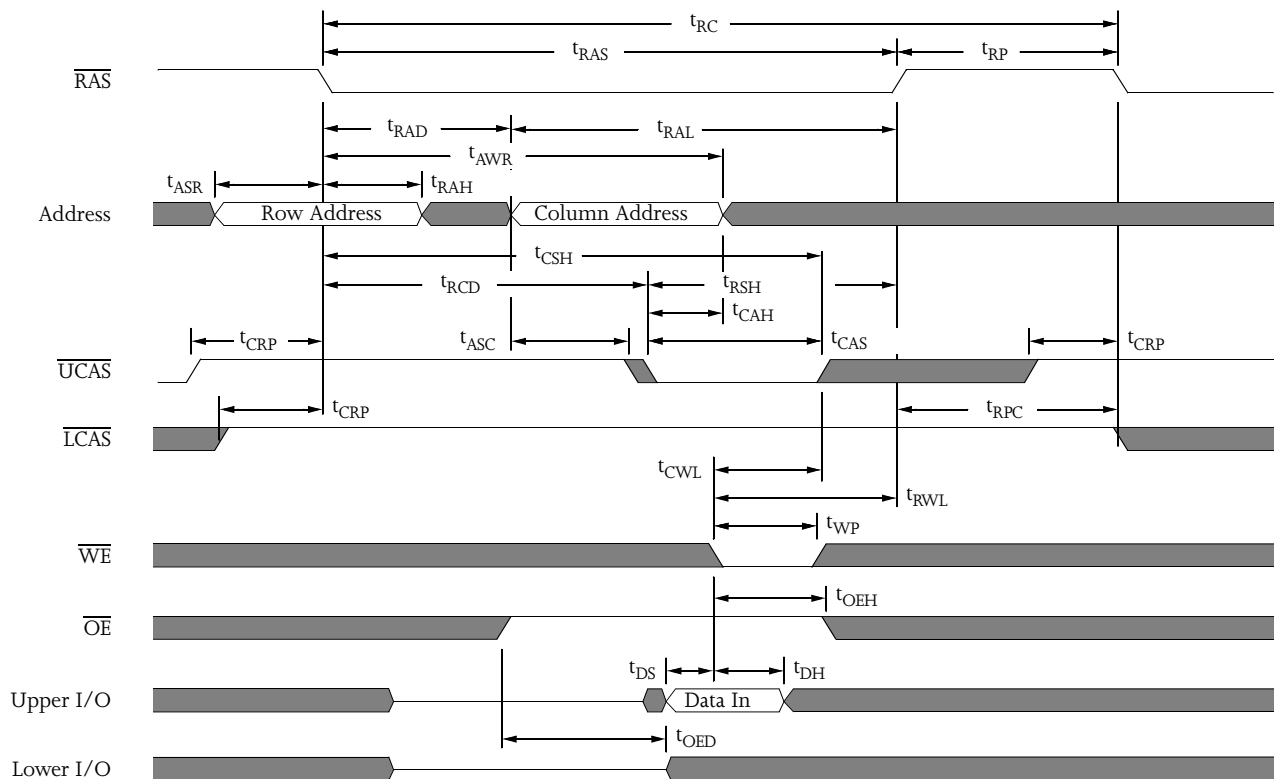 tRC
tRAS tRP
RAS
tRAD tRAL
tAWR
tASR tRAH
Address Row Address Column Address
tCSH
tRCD tRSH
tCAH
tCRP tASC tCAS tCRP
UCAS
tCRP tRPC
LCAS
tCWL
tRWL
tWP
WE
tOEH
OE
tDS tDH
Upper I/O Data In
tOED
Lower I/O